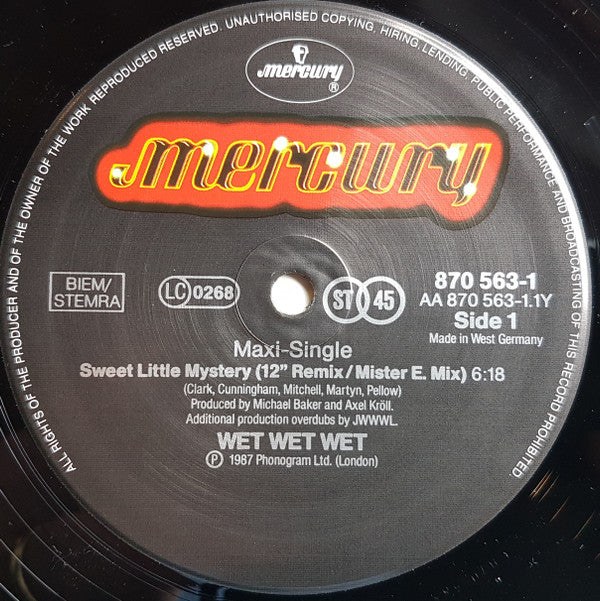 ALL RIGHTS OF THE PRODUCER AND OF THE OWNER OF THE WORK REPRODUCED RESERVED. UNAUTHORISED COPYING, HIRING, LENDING, PUBLIC PERFORMANCE AND BROADCASTING OF THIS RECORD PROHIBITED
mercury
®
mercury
BIEM/
STEMRA
LC 0268
ST 45
870 563-1
AA 870 563-1.1Y
Side 1
Made in West Germany
Maxi-Single
Sweet Little Mystery (12” Remix/Mister E. Mix) 6:18
(Clark, Cunningham, Mitchell, Martyn, Pellow)
Produced by Michael Baker and Axel Kröll.
Additional production overdubs by JWWWL.
WET WET WET
℗ 1987 Phonogram Ltd. (London)